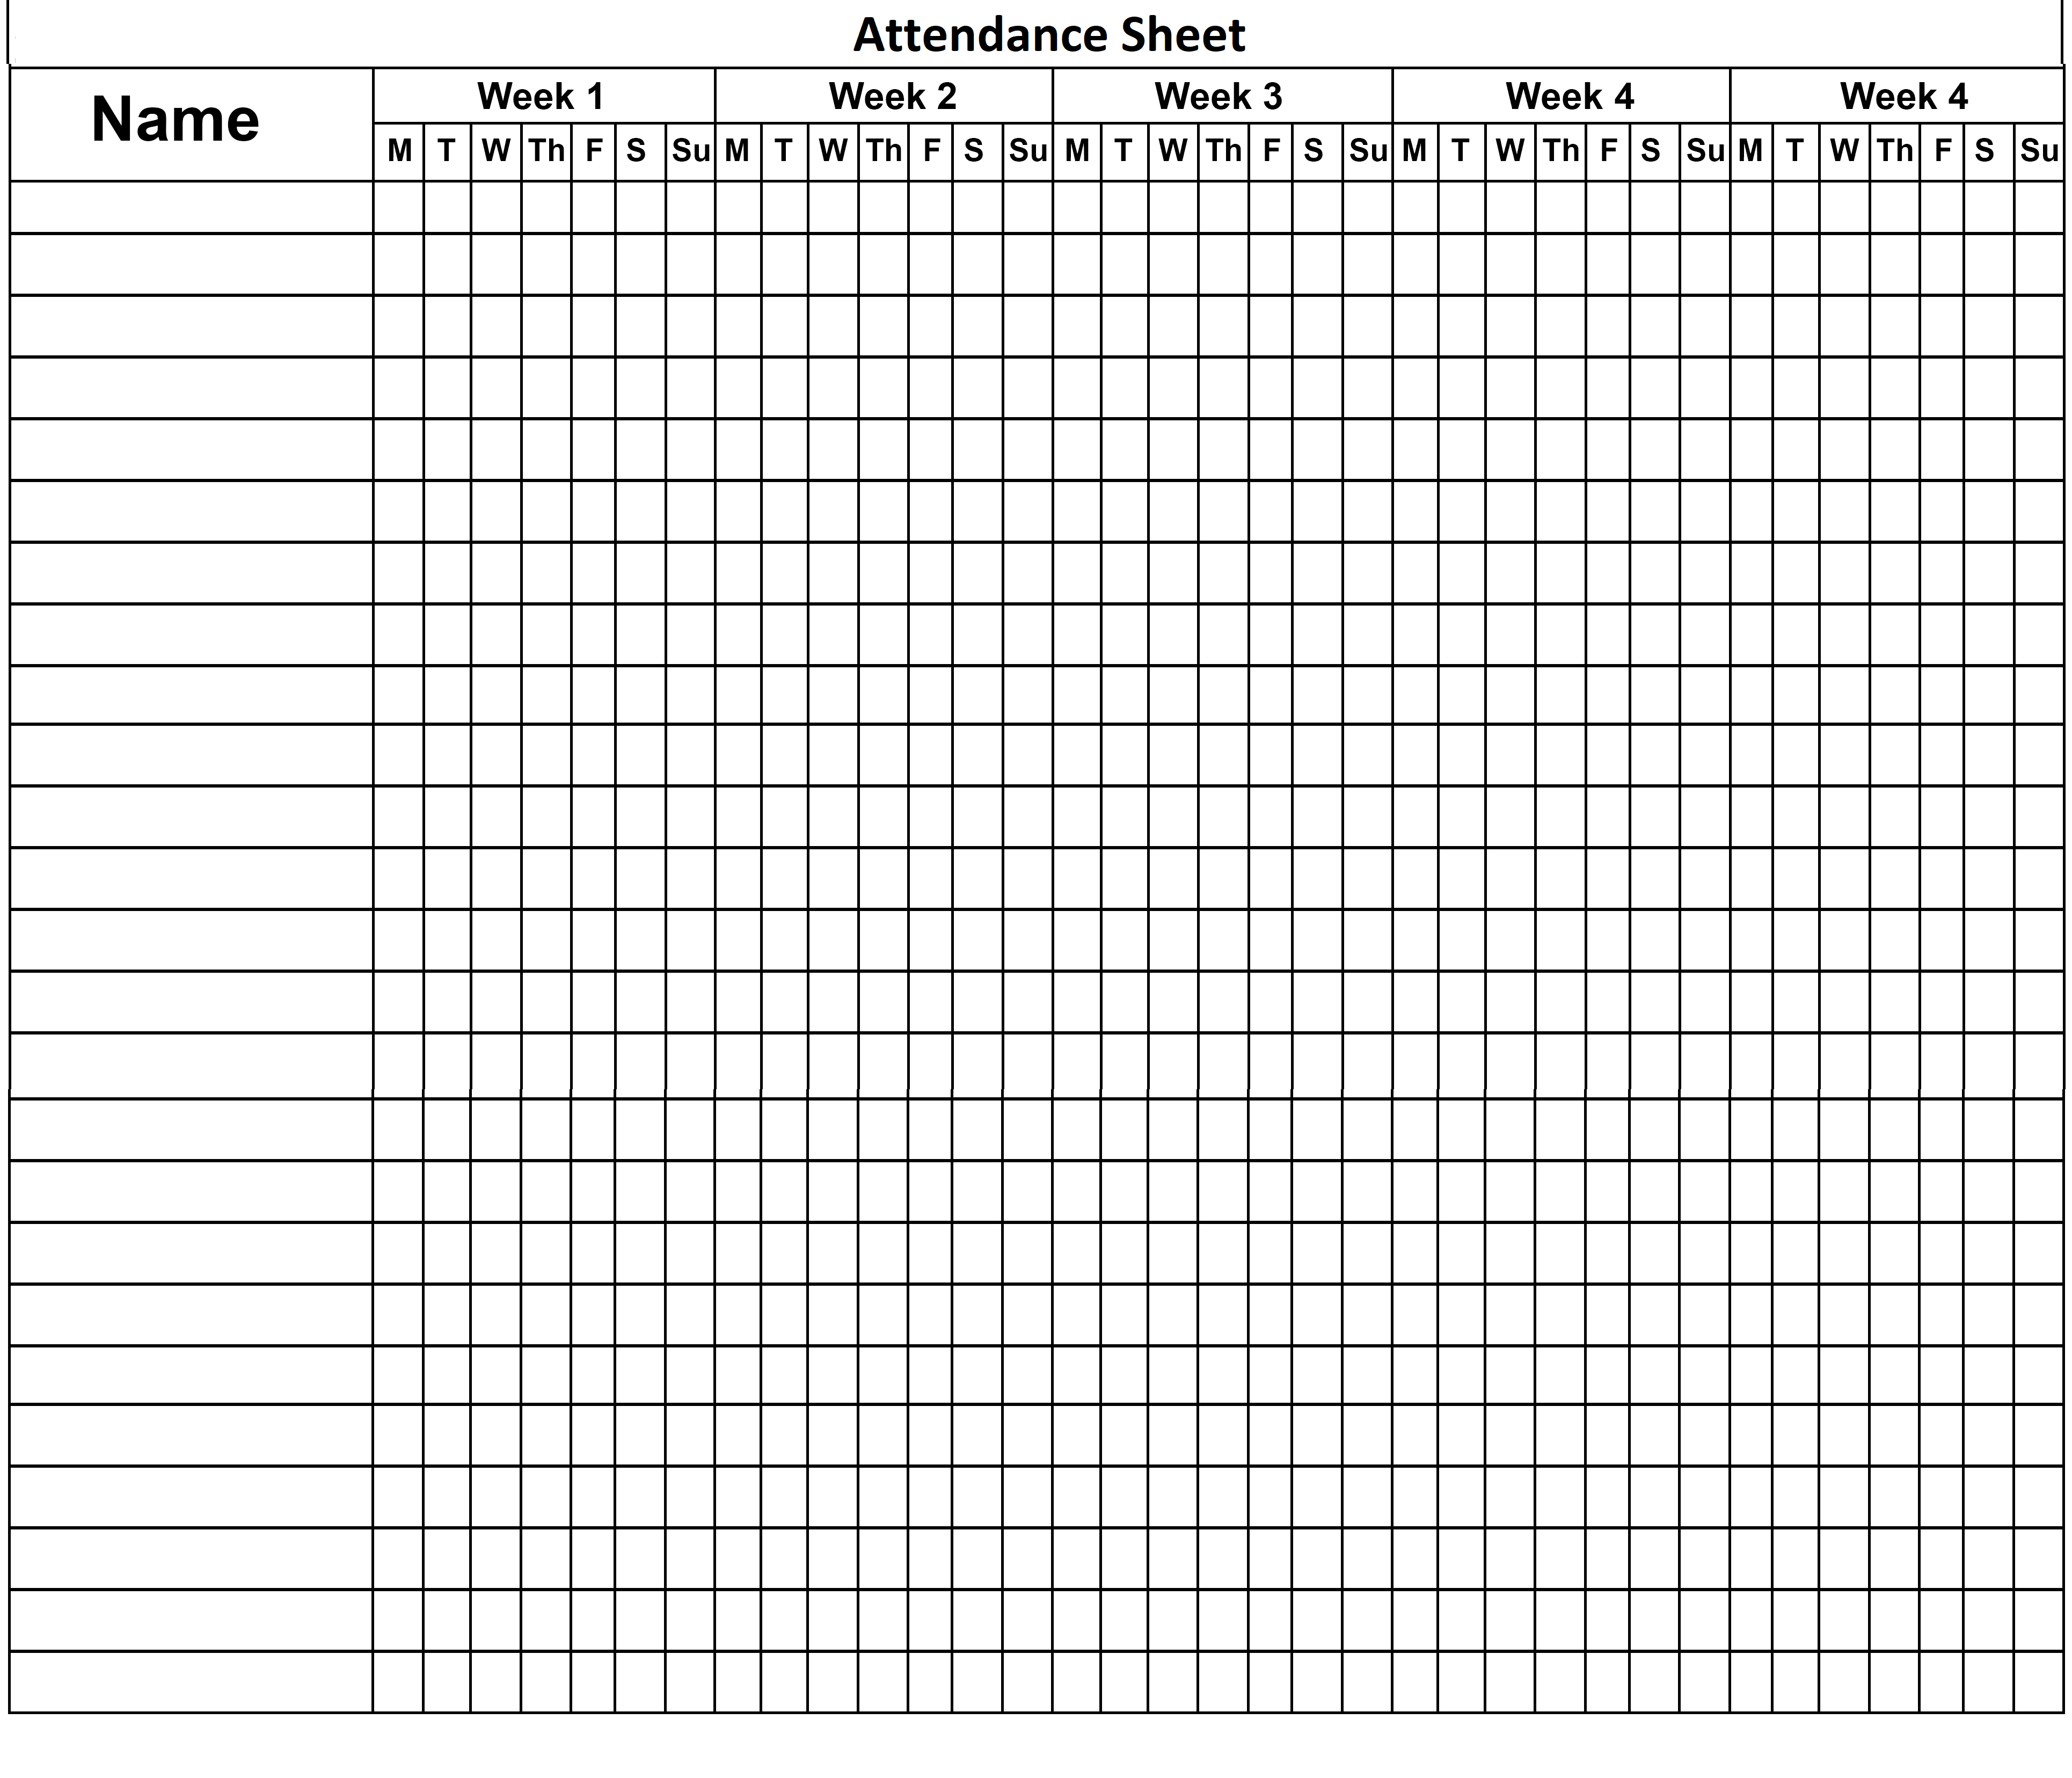 Attendance Sheet
Name
Week 1 Week 2 Week 3 Week 4 Week 4
M T W Th F S Su M T W Th F S Su M T W Th F S Su M T W Th F S Su M T W Th F S Su